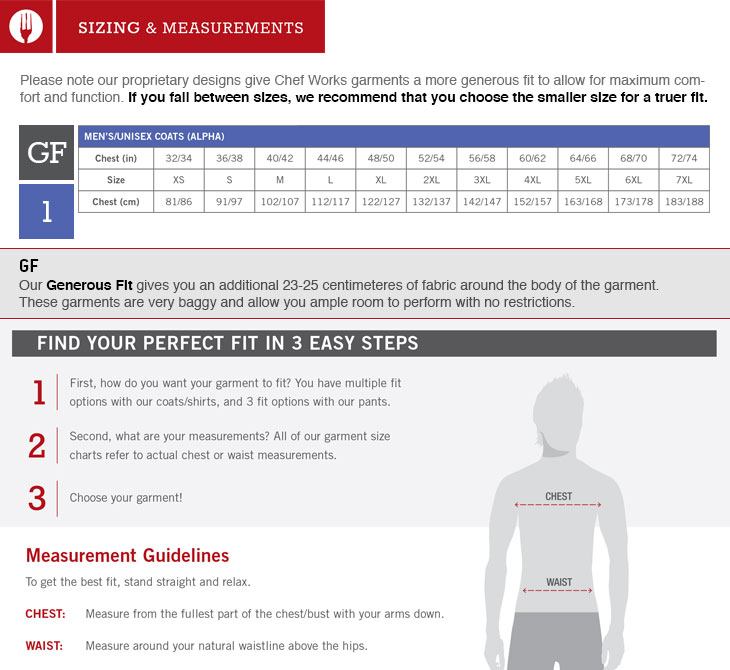 SIZING & MEASUREMENTS
Please note our proprietary designs give Chef Works garments a more generous fit to allow for maximum com-
fort and function. If you fall between sizes, we recommend that you choose the smaller size for a truer fit.
GF
1
MEN'S/UNISEX COATS (ALPHA)
Chest (in) 32/34 36/38 40/42 44/46 48/50 52/54 56/58 60/62 64/66 68/70 72/74
Size XS S M L XL 2XL 3XL 4XL 5XL 6XL 7XL
Chest (cm) 81/86 91/97 102/107 112/117 122/127 132/137 142/147 152/157 163/168 173/178 183/188
GF
Our Generous Fit gives you an additional 23-25 centimeteres of fabric around the body of the garment.
These garments are very baggy and allow you ample room to perform with no restrictions.
FIND YOUR PERFECT FIT IN 3 EASY STEPS
1 First, how do you want your garment to fit? You have multiple fit
options with our coats/shirts, and 3 fit options with our pants.
2 Second, what are your measurements? All of our garment size
charts refer to actual chest or waist measurements.
3 Choose your garment!
CHEST
WAIST
Measurement Guidelines
To get the best fit, stand straight and relax.
CHEST: Measure from the fullest part of the chest/bust with your arms down.
WAIST: Measure around your natural waistline above the hips.